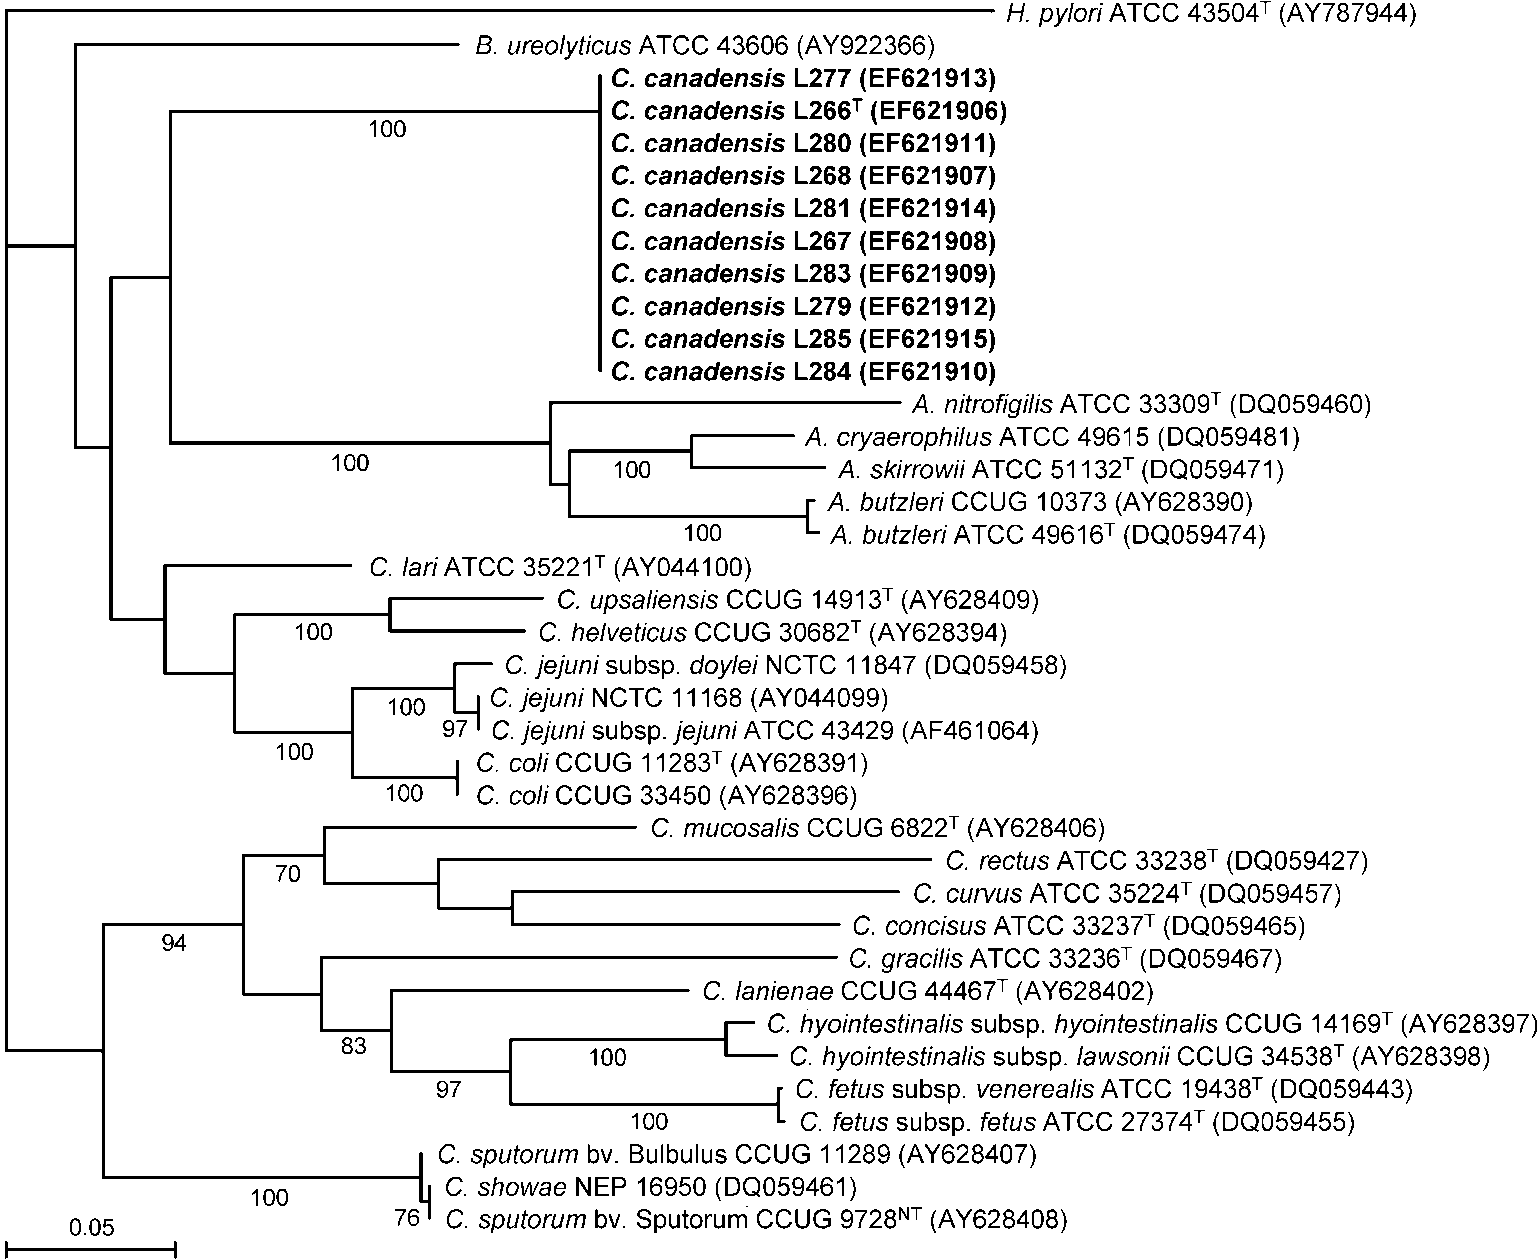 H. pylori ATCC 43504ᵀ (AY787944)
B. ureolyticus ATCC 43606 (AY922366)
C. canadensis L277 (EF621913)
C. canadensis L266ᵀ (EF621906)
100
C. canadensis L280 (EF621911)
C. canadensis L268 (EF621907)
C. canadensis L281 (EF621914)
C. canadensis L267 (EF621908)
C. canadensis L283 (EF621909)
C. canadensis L279 (EF621912)
C. canadensis L285 (EF621915)
C. canadensis L284 (EF621910)
A. nitrofigilis ATCC 33309ᵀ (DQ059460)
A. cryaerophilus ATCC 49615 (DQ059481)
100
100
A. skirrowii ATCC 51132ᵀ (DQ059471)
A. butzleri CCUG 10373 (AY628390)
100
A. butzleri ATCC 49616ᵀ (DQ059474)
C. lari ATCC 35221ᵀ (AY044100)
C. upsaliensis CCUG 14913ᵀ (AY628409)
100
C. helveticus CCUG 30682ᵀ (AY628394)
C. jejuni subsp. doylei NCTC 11847 (DQ059458)
100
C. jejuni NCTC 11168 (AY044099)
97
C. jejuni subsp. jejuni ATCC 43429 (AF461064)
100
C. coli CCUG 11283ᵀ (AY628391)
100
C. coli CCUG 33450 (AY628396)
C. mucosalis CCUG 6822ᵀ (AY628406)
C. rectus ATCC 33238ᵀ (DQ059427)
70
C. curvus ATCC 35224ᵀ (DQ059457)
C. concisus ATCC 33237ᵀ (DQ059465)
94
C. gracilis ATCC 33236ᵀ (DQ059467)
C. lanienae CCUG 44467ᵀ (AY628402)
C. hyointestinalis subsp. hyointestinalis CCUG 14169ᵀ (AY628397)
83
100
C. hyointestinalis subsp. lawsonii CCUG 34538ᵀ (AY628398)
97
C. fetus subsp. venerealis ATCC 19438ᵀ (DQ059443)
100
C. fetus subsp. fetus ATCC 27374ᵀ (DQ059455)
C. sputorum bv. Bulbulus CCUG 11289 (AY628407)
100
C. showae NEP 16950 (DQ059461)
76
C. sputorum bv. Sputorum CCUG 9728ᴺᵀ (AY628408)
0.05